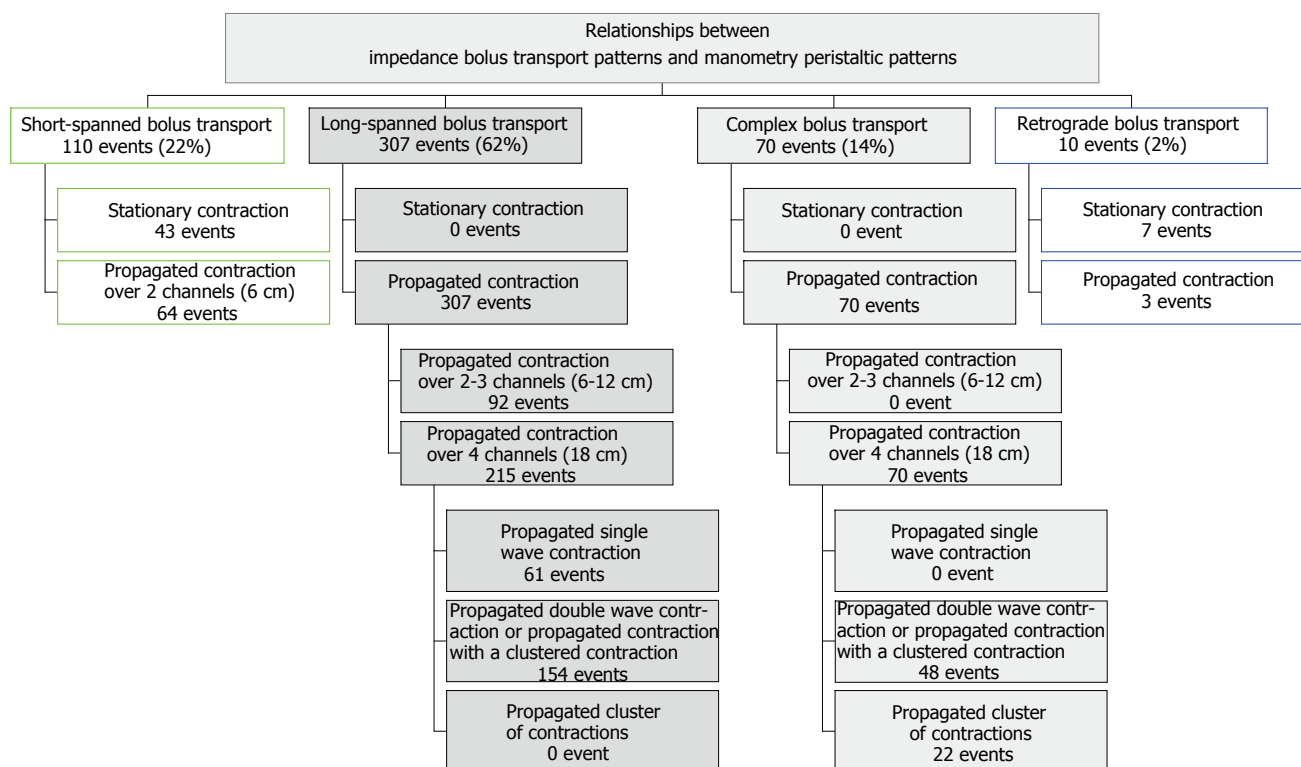 Relationships between
impedance bolus transport patterns and manometry peristaltic patterns
Short-spanned bolus transport
110 events (22%)
Stationary contraction
43 events
Propagated contraction
over 2 channels (6 cm)
64 events
Long-spanned bolus transport
307 events (62%)
Stationary contraction
0 events
Propagated contraction
307 events
Propagated contraction
over 2-3 channels (6-12 cm)
92 events
Propagated contraction
over 4 channels (18 cm)
215 events
Propagated single
wave contraction
61 events
Propagated double wave contr-
action or propagated contraction
with a clustered contraction
154 events
Propagated cluster
of contractions
0 event
Complex bolus transport
70 events (14%)
Stationary contraction
0 event
Propagated contraction
70 events
Propagated contraction
over 2-3 channels (6-12 cm)
0 event
Propagated contraction
over 4 channels (18 cm)
70 events
Propagated single
wave contraction
0 event
Propagated double wave contr-
action or propagated contraction
with a clustered contraction
48 events
Propagated cluster
of contractions
22 events
Retrograde bolus transport
10 events (2%)
Stationary contraction
7 events
Propagated contraction
3 events